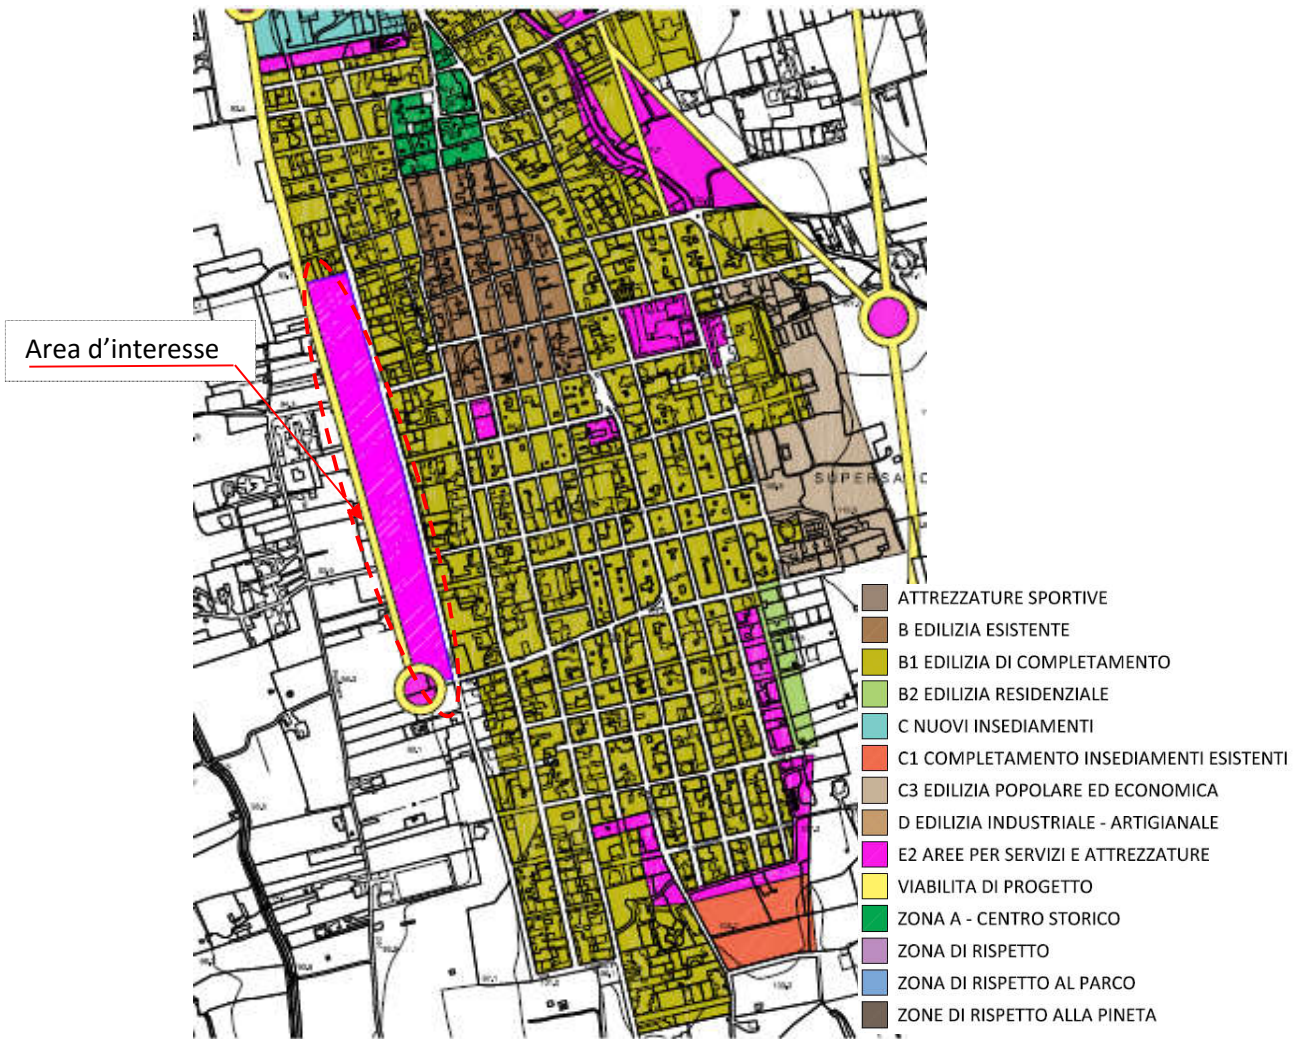 Area d'interesse
SUPERSA
ATTREZZATURE SPORTIVE
B EDILIZIA ESISTENTE
B1 EDILIZIA DI COMPLETAMENTO
B2 EDILIZIA RESIDENZIALE
C NUOVI INSEDIAMENTI
C1 COMPLETAMENTO INSEDIAMENTI ESISTENTI
C3 EDILIZIA POPOLARE ED ECONOMICA
D EDILIZIA INDUSTRIALE - ARTIGIANALE
E2 AREE PER SERVIZI E ATTREZZATURE
VIABILITA DI PROGETTO
ZONA A - CENTRO STORICO
ZONA DI RISPETTO
ZONA DI RISPETTO AL PARCO
ZONE DI RISPETTO ALLA PINETA